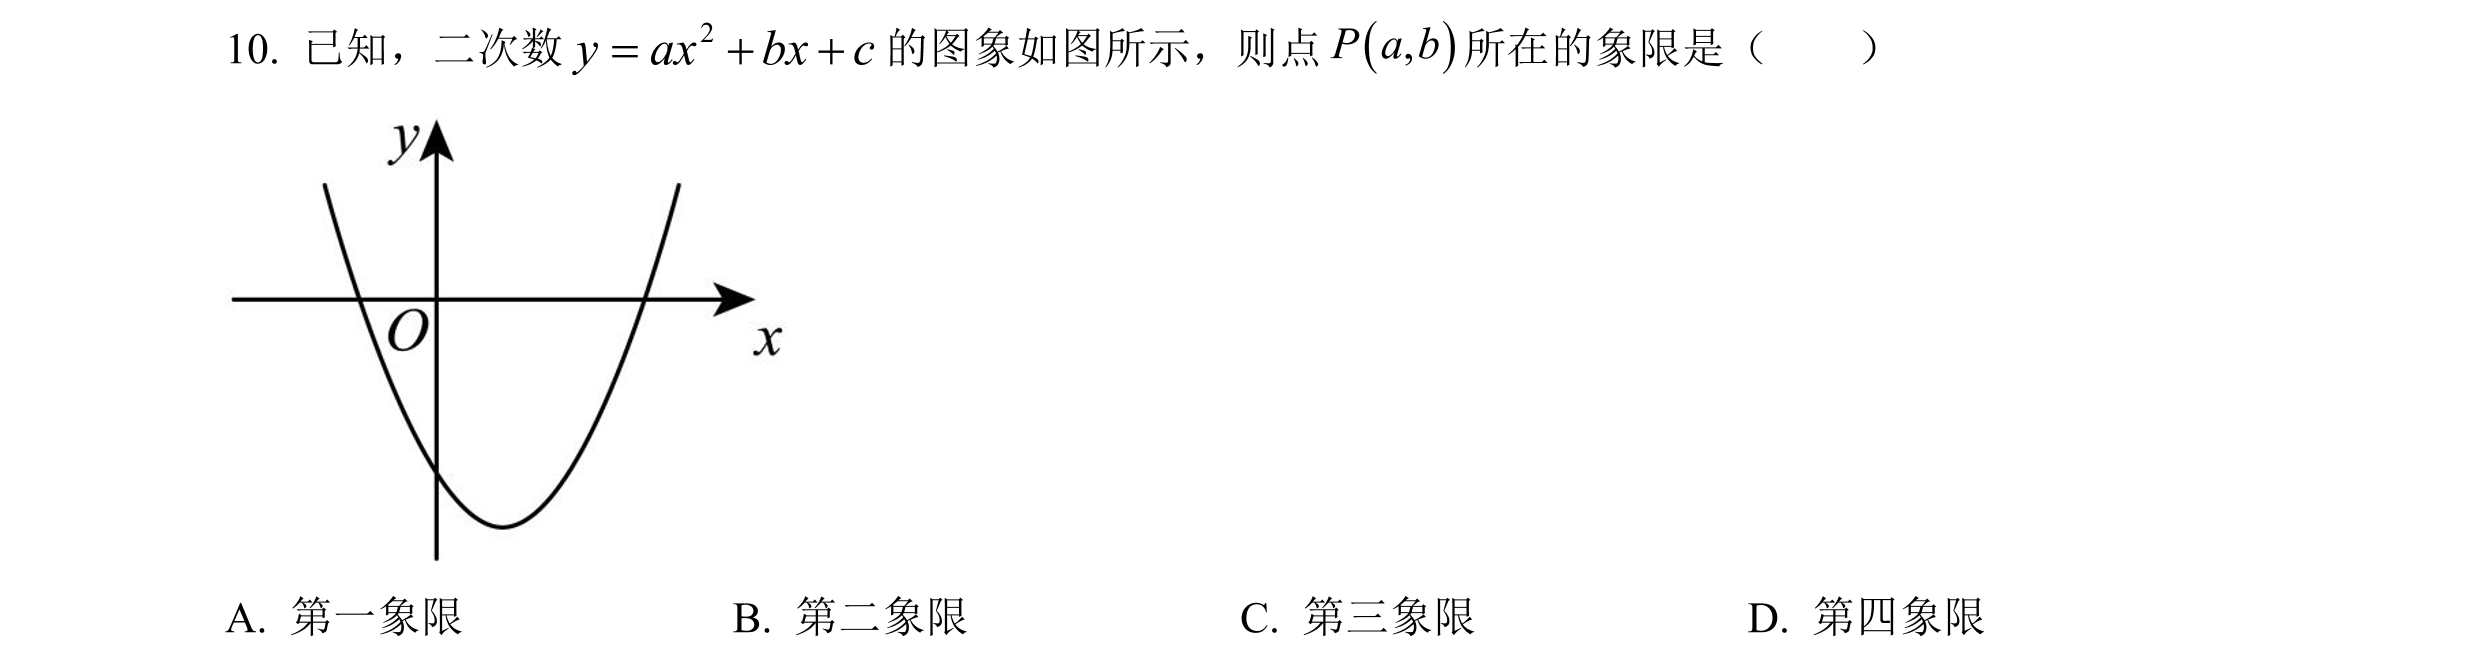 10. 已知，二次数 y = ax² + bx + c 的图象如图所示，则点 P(a,b) 所在的象限是（　　）
y
O
x
A. 第一象限 B. 第二象限 C. 第三象限 D. 第四象限